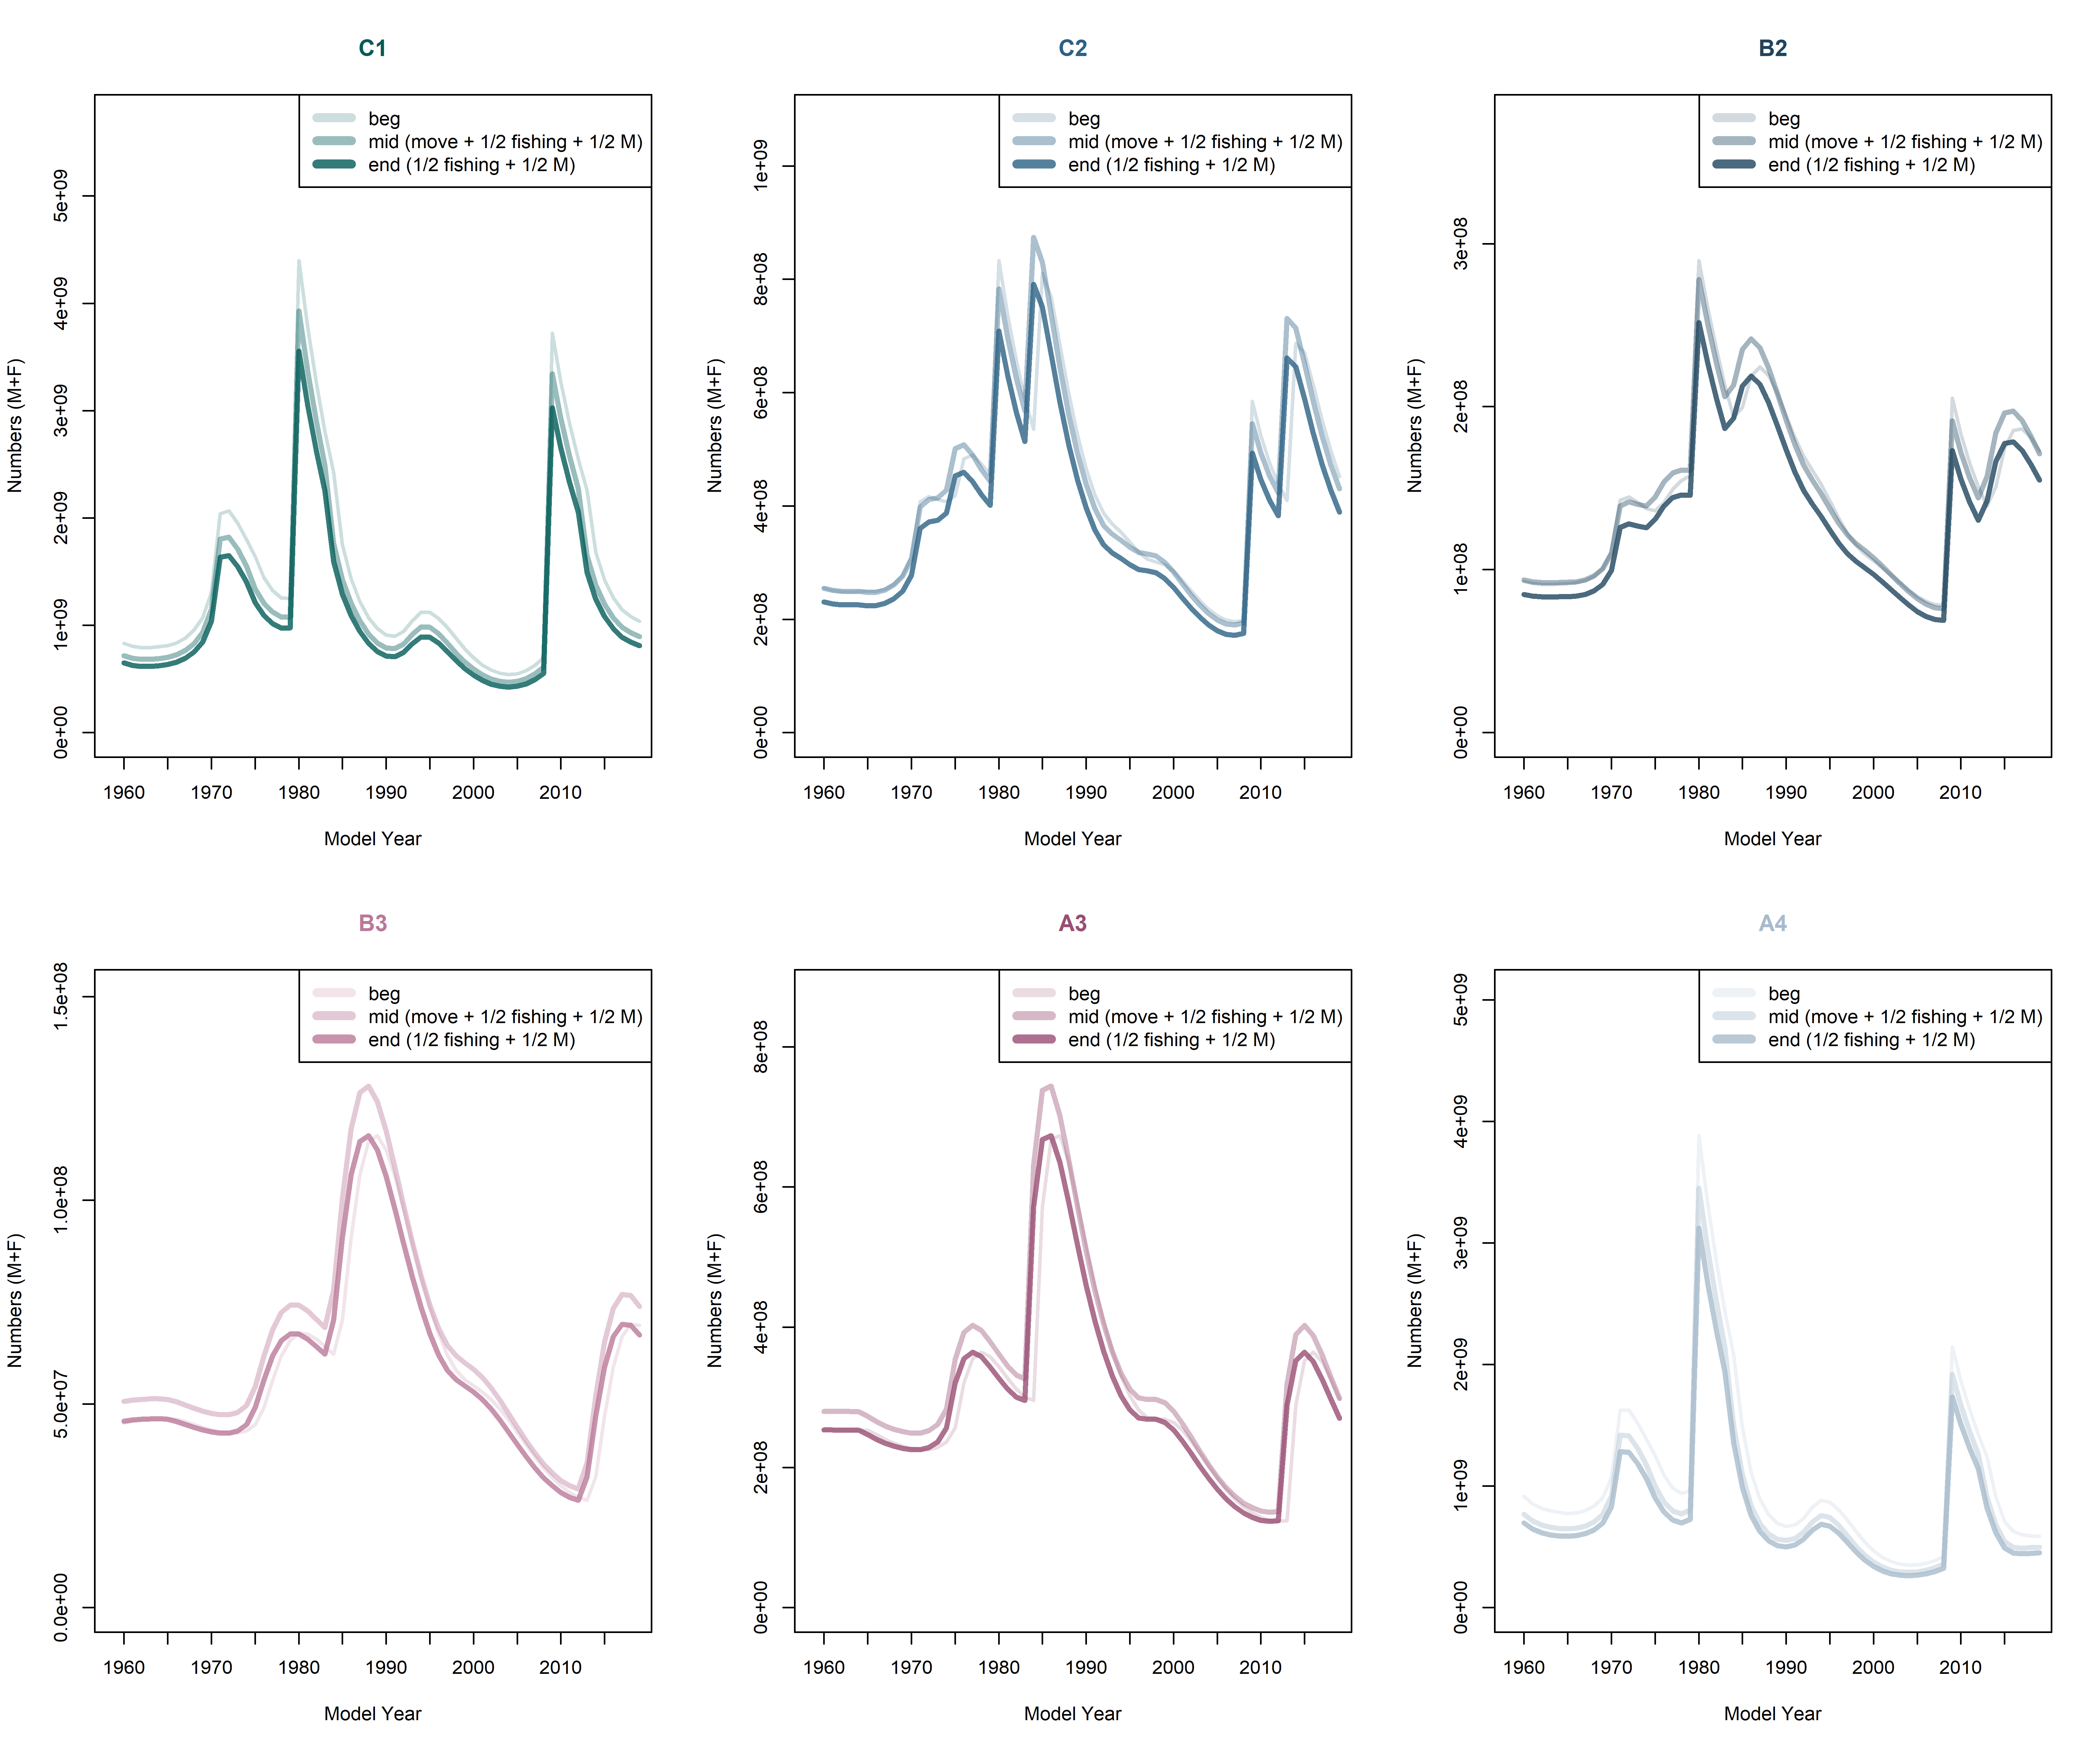 C1
beg
mid (move + 1/2 fishing + 1/2 M)
end (1/2 fishing + 1/2 M)
Numbers (M+F)
0e+00 1e+09 2e+09 3e+09 4e+09 5e+09
1960 1970 1980 1990 2000 2010
Model Year
C2
beg
mid (move + 1/2 fishing + 1/2 M)
end (1/2 fishing + 1/2 M)
Numbers (M+F)
0e+00 2e+08 4e+08 6e+08 8e+08 1e+09
1960 1970 1980 1990 2000 2010
Model Year
B2
beg
mid (move + 1/2 fishing + 1/2 M)
end (1/2 fishing + 1/2 M)
Numbers (M+F)
0e+00 1e+08 2e+08 3e+08
1960 1970 1980 1990 2000 2010
Model Year
B3
beg
mid (move + 1/2 fishing + 1/2 M)
end (1/2 fishing + 1/2 M)
Numbers (M+F)
0.0e+00 5.0e+07 1.0e+08 1.5e+08
1960 1970 1980 1990 2000 2010
Model Year
A3
beg
mid (move + 1/2 fishing + 1/2 M)
end (1/2 fishing + 1/2 M)
Numbers (M+F)
0e+00 2e+08 4e+08 6e+08 8e+08
1960 1970 1980 1990 2000 2010
Model Year
A4
beg
mid (move + 1/2 fishing + 1/2 M)
end (1/2 fishing + 1/2 M)
Numbers (M+F)
0e+00 1e+09 2e+09 3e+09 4e+09 5e+09
1960 1970 1980 1990 2000 2010
Model Year